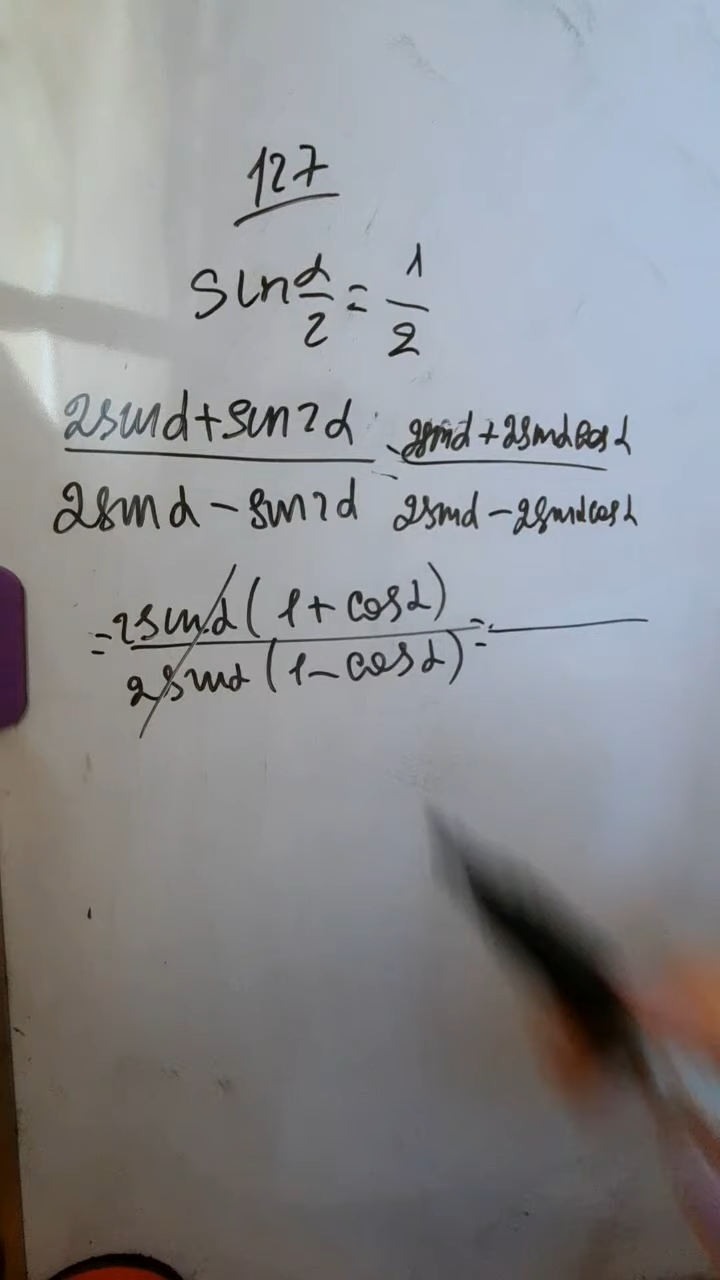 127
sin α/2 = 1/2
2sinα + sin2α / 2sinα - sin2α = 2sinα + 2sinαcosα / 2sinα - 2sinαcosα
= 2sinα(1 + cosα) / 2sinα(1 - cosα) =